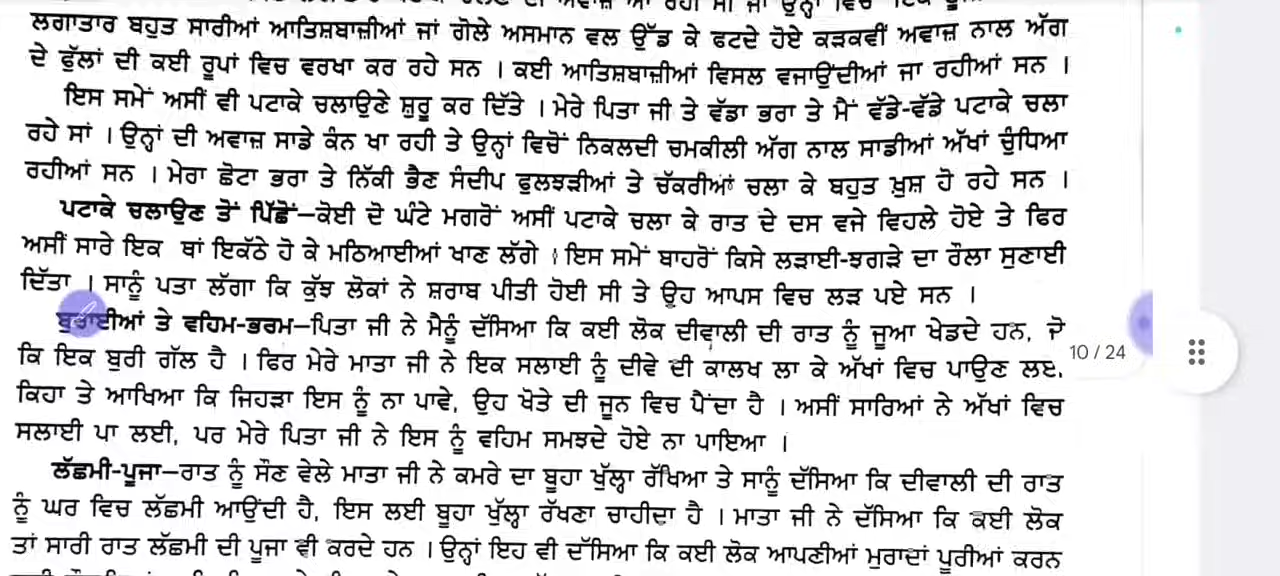 ਲਗਾਤਾਰ ਬਹੁਤ ਸਾਰੀਆਂ ਆਤਿਸ਼ਬਾਜ਼ੀਆਂ ਜਾਂ ਗੋਲੇ ਅਸਮਾਨ ਵਲ ਉੱਡ ਕੇ ਫਟਦੇ ਹੋਏ ਕੜਕਵੀਂ ਅਵਾਜ਼ ਨਾਲ ਅੱਗ
ਦੇ ਫੁੱਲਾਂ ਦੀ ਕਈ ਰੂਪਾਂ ਵਿਚ ਵਰਖਾ ਕਰ ਰਹੇ ਸਨ । ਕਈ ਆਤਿਸ਼ਬਾਜ਼ੀਆਂ ਵਿਸਲ ਵਜਾਉਂਦੀਆਂ ਜਾ ਰਹੀਆਂ ਸਨ ।
ਇਸ ਸਮੇਂ ਅਸੀਂ ਵੀ ਪਟਾਕੇ ਚਲਾਉਣੇ ਸ਼ੁਰੂ ਕਰ ਦਿੱਤੇ । ਮੇਰੇ ਪਿਤਾ ਜੀ ਤੇ ਵੱਡਾ ਭਰਾ ਤੇ ਮੈਂ ਵੱਡੇ-ਵੱਡੇ ਪਟਾਕੇ ਚਲਾ
ਰਹੇ ਸਾਂ । ਉਨ੍ਹਾਂ ਦੀ ਅਵਾਜ਼ ਸਾਡੇ ਕੰਨ ਖਾ ਰਹੀ ਤੇ ਉਨ੍ਹਾਂ ਵਿਚੋਂ ਨਿਕਲਦੀ ਚਮਕੀਲੀ ਅੱਗ ਨਾਲ ਸਾਡੀਆਂ ਅੱਖਾਂ ਚੁੰਧਿਆ
ਰਹੀਆਂ ਸਨ । ਮੇਰਾ ਛੋਟਾ ਭਰਾ ਤੇ ਨਿੱਕੀ ਭੈਣ ਸੰਦੀਪ ਫੁਲਝੜੀਆਂ ਤੇ ਚੱਕਰੀਆਂ ਚਲਾ ਕੇ ਬਹੁਤ ਖ਼ੁਸ਼ ਹੋ ਰਹੇ ਸਨ ।
ਪਟਾਕੇ ਚਲਾਉਣ ਤੋਂ ਪਿੱਛੋਂ—ਕੋਈ ਦੋ ਘੰਟੇ ਮਗਰੋਂ ਅਸੀਂ ਪਟਾਕੇ ਚਲਾ ਕੇ ਰਾਤ ਦੇ ਦਸ ਵਜੇ ਵਿਹਲੇ ਹੋਏ ਤੇ ਫਿਰ
ਅਸੀਂ ਸਾਰੇ ਇਕ ਥਾਂ ਇਕੱਠੇ ਹੋ ਕੇ ਮਠਿਆਈਆਂ ਖਾਣ ਲੱਗੇ । ਇਸ ਸਮੇਂ ਬਾਹਰੋਂ ਕਿਸੇ ਲੜਾਈ-ਝਗੜੇ ਦਾ ਰੌਲਾ ਸੁਣਾਈ
ਦਿੱਤਾ । ਸਾਨੂੰ ਪਤਾ ਲੱਗਾ ਕਿ ਕੁੱਝ ਲੋਕਾਂ ਨੇ ਸ਼ਰਾਬ ਪੀਤੀ ਹੋਈ ਸੀ ਤੇ ਉਹ ਆਪਸ ਵਿਚ ਲੜ ਪਏ ਸਨ ।
ਬੁਰਾਈਆਂ ਤੇ ਵਹਿਮ-ਭਰਮ—ਪਿਤਾ ਜੀ ਨੇ ਮੈਨੂੰ ਦੱਸਿਆ ਕਿ ਕਈ ਲੋਕ ਦੀਵਾਲੀ ਦੀ ਰਾਤ ਨੂੰ ਜੂਆ ਖੇਡਦੇ ਹਨ, ਜੋ
ਕਿ ਇਕ ਬੁਰੀ ਗੱਲ ਹੈ । ਫਿਰ ਮੇਰੇ ਮਾਤਾ ਜੀ ਨੇ ਇਕ ਸਲਾਈ ਨੂੰ ਦੀਵੇ ਦੀ ਕਾਲਖ ਲਾ ਕੇ ਅੱਖਾਂ ਵਿਚ ਪਾਉਣ ਲਈ,
10 / 24
ਕਿਹਾ ਤੇ ਆਖਿਆ ਕਿ ਜਿਹੜਾ ਇਸ ਨੂੰ ਨਾ ਪਾਵੇ, ਉਹ ਖੋਤੇ ਦੀ ਜੂਨ ਵਿਚ ਪੈਂਦਾ ਹੈ । ਅਸੀਂ ਸਾਰਿਆਂ ਨੇ ਅੱਖਾਂ ਵਿਚ
ਸਲਾਈ ਪਾ ਲਈ, ਪਰ ਮੇਰੇ ਪਿਤਾ ਜੀ ਨੇ ਇਸ ਨੂੰ ਵਹਿਮ ਸਮਝਦੇ ਹੋਏ ਨਾ ਪਾਇਆ ।
ਲੱਛਮੀ-ਪੂਜਾ—ਰਾਤ ਨੂੰ ਸੌਣ ਵੇਲੇ ਮਾਤਾ ਜੀ ਨੇ ਕਮਰੇ ਦਾ ਬੂਹਾ ਖੁੱਲ੍ਹਾ ਰੱਖਿਆ ਤੇ ਸਾਨੂੰ ਦੱਸਿਆ ਕਿ ਦੀਵਾਲੀ ਦੀ ਰਾਤ
ਨੂੰ ਘਰ ਵਿਚ ਲੱਛਮੀ ਆਉਂਦੀ ਹੈ, ਇਸ ਲਈ ਬੂਹਾ ਖੁੱਲ੍ਹਾ ਰੱਖਣਾ ਚਾਹੀਦਾ ਹੈ । ਮਾਤਾ ਜੀ ਨੇ ਦੱਸਿਆ ਕਿ ਕਈ ਲੋਕ
ਤਾਂ ਸਾਰੀ ਰਾਤ ਲੱਛਮੀ ਦੀ ਪੂਜਾ ਵੀ ਕਰਦੇ ਹਨ । ਉਨ੍ਹਾਂ ਇਹ ਵੀ ਦੱਸਿਆ ਕਿ ਕਈ ਲੋਕ ਆਪਣੀਆਂ ਮੁਰਾਦਾਂ ਪੂਰੀਆਂ ਕਰਨ